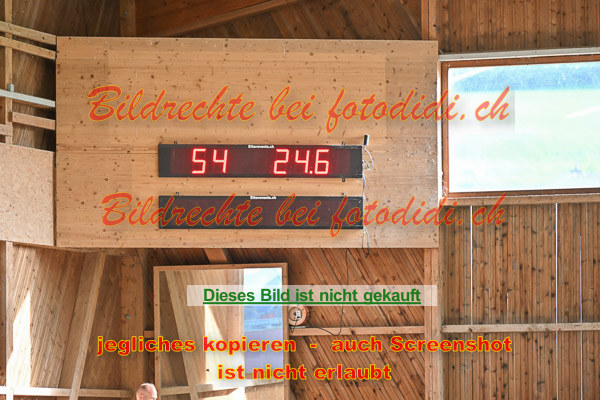 Bildrechte bei fotodidi.ch
54 24.6
Bildrechte bei fotodidi.ch
Dieses Bild ist nicht gekauft
jegliches kopieren - auch Screenshot
ist nicht erlaubt